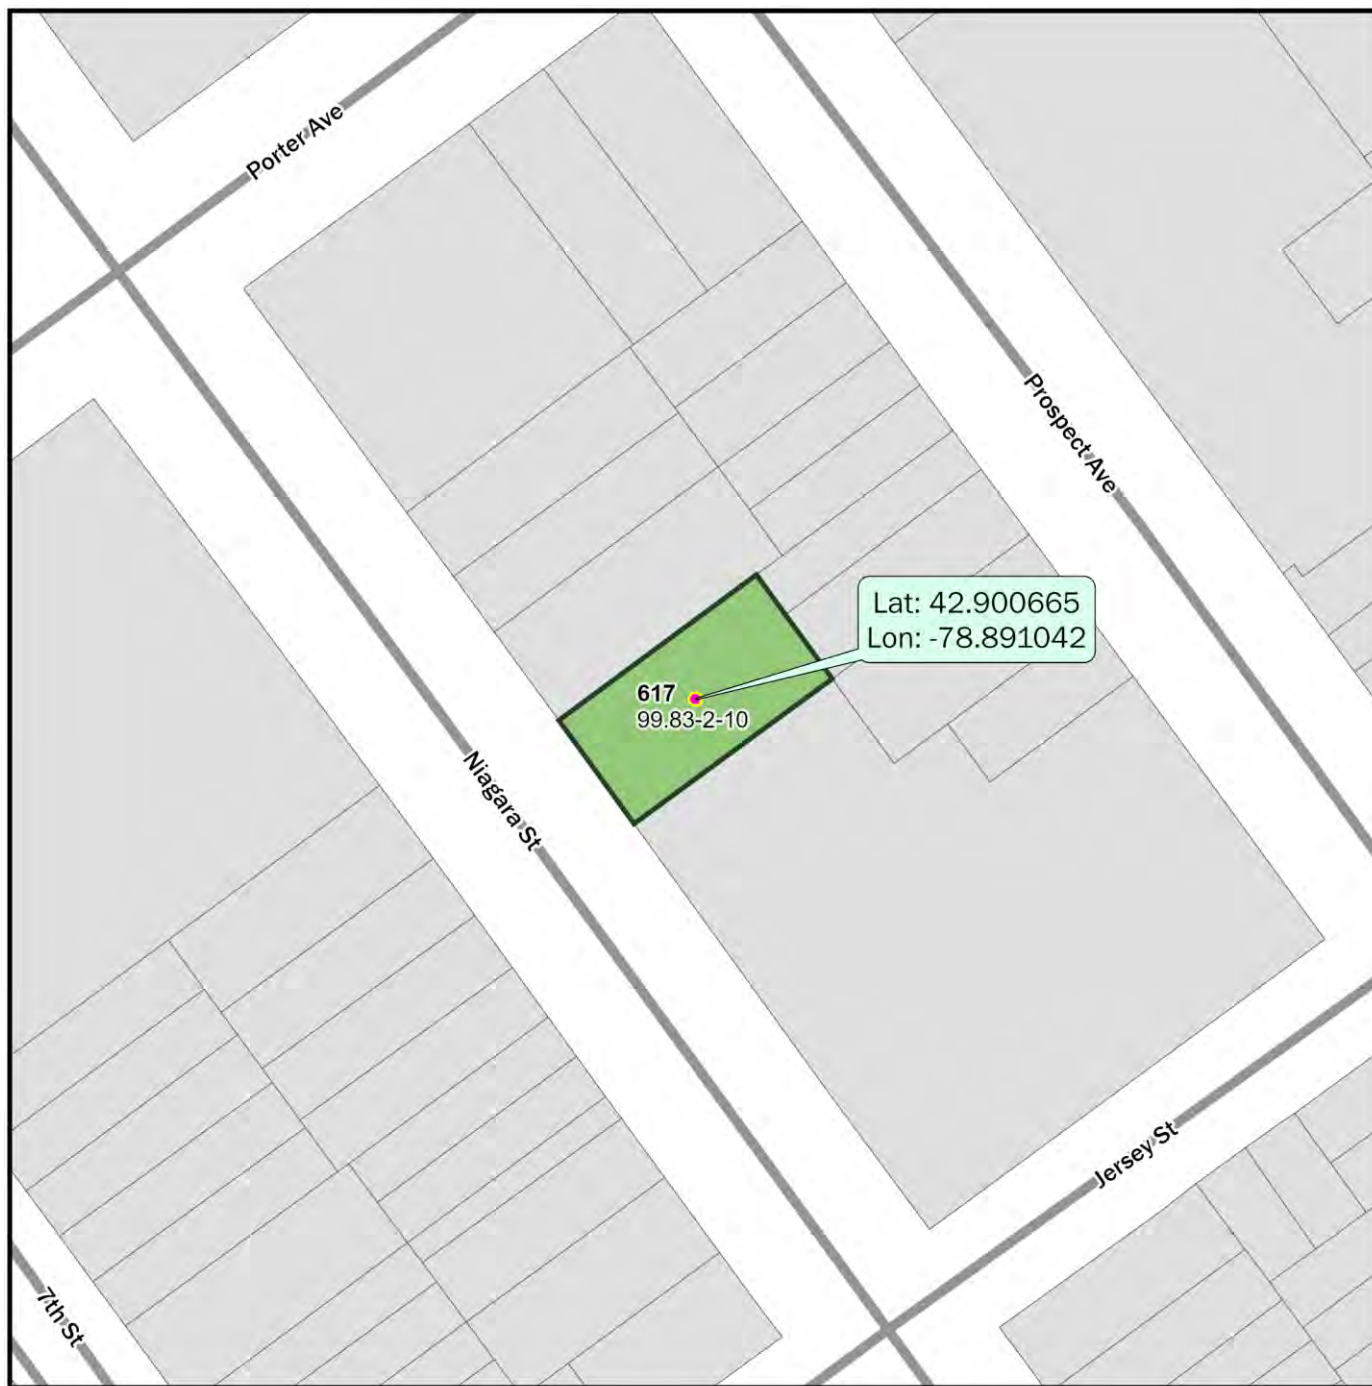 Porter Ave
Prospect Ave
Lat: 42.900665
Lon: -78.891042
617
99.83-2-10
Niagara St
Jersey St
7th St